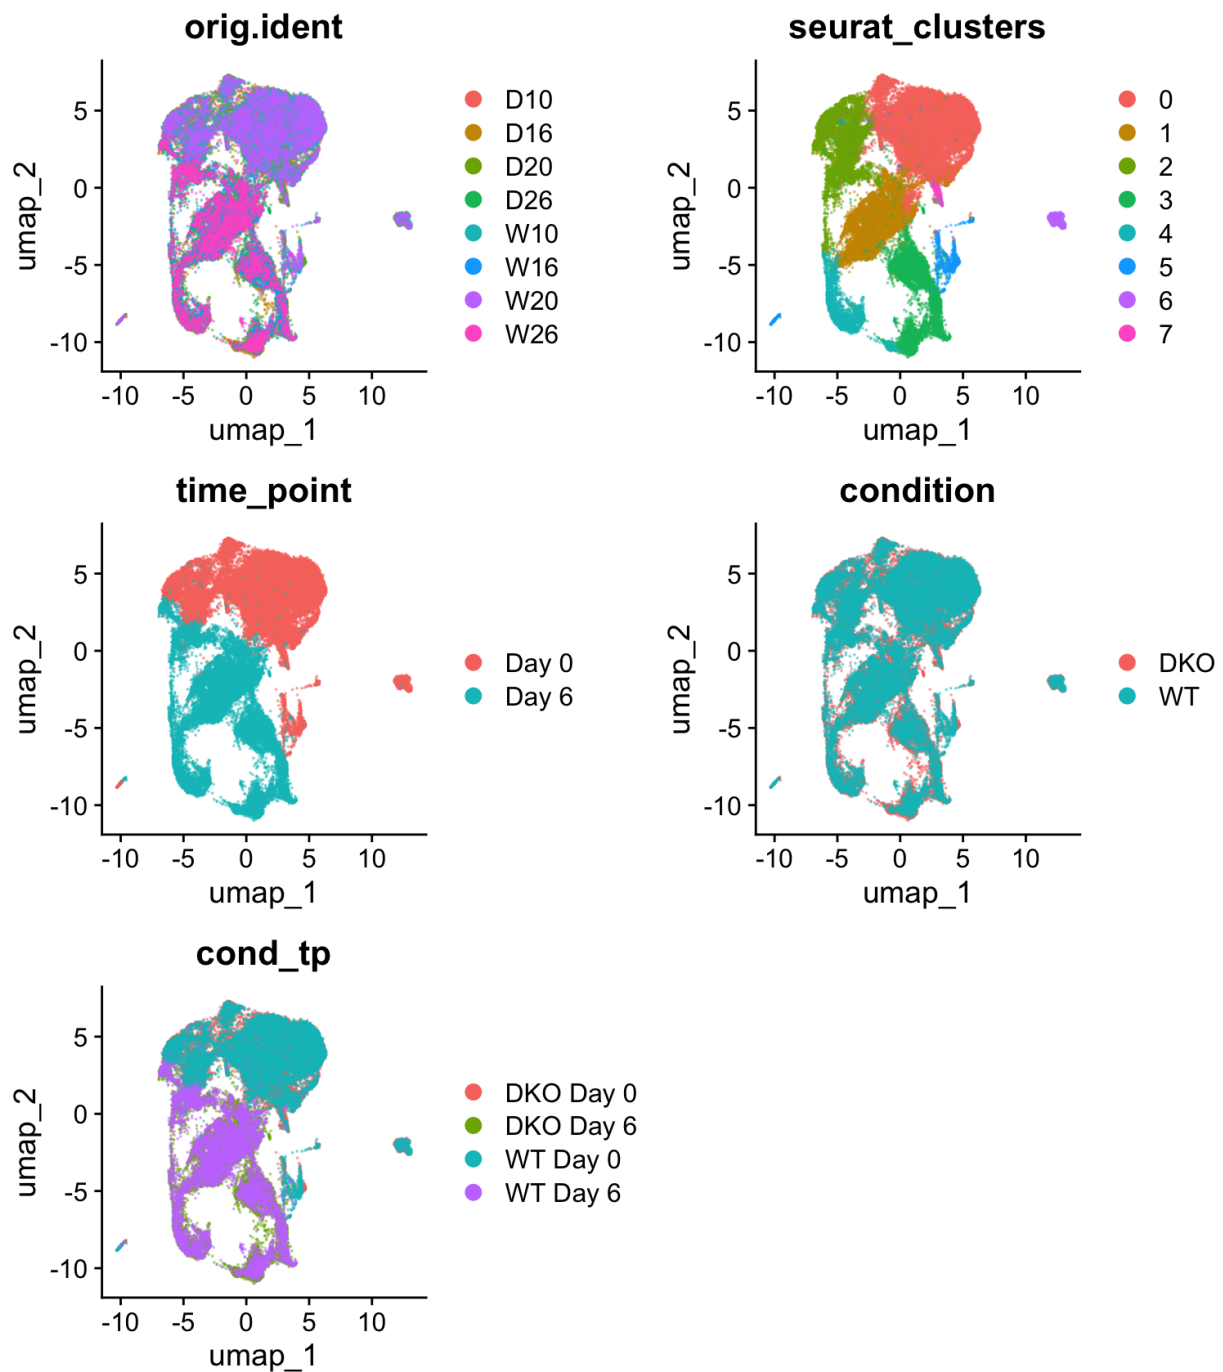 orig.ident
5
0
-5
-10
-10 -5 0 5 10
umap_1
umap_2
D10
D16
D20
D26
W10
W16
W20
W26
seurat_clusters
5
0
-5
-10
-10 -5 0 5 10
umap_1
umap_2
0
1
2
3
4
5
6
7
time_point
5
0
-5
-10
-10 -5 0 5 10
umap_1
umap_2
Day 0
Day 6
condition
5
0
-5
-10
-10 -5 0 5 10
umap_1
umap_2
DKO
WT
cond_tp
5
0
-5
-10
-10 -5 0 5 10
umap_1
umap_2
DKO Day 0
DKO Day 6
WT Day 0
WT Day 6